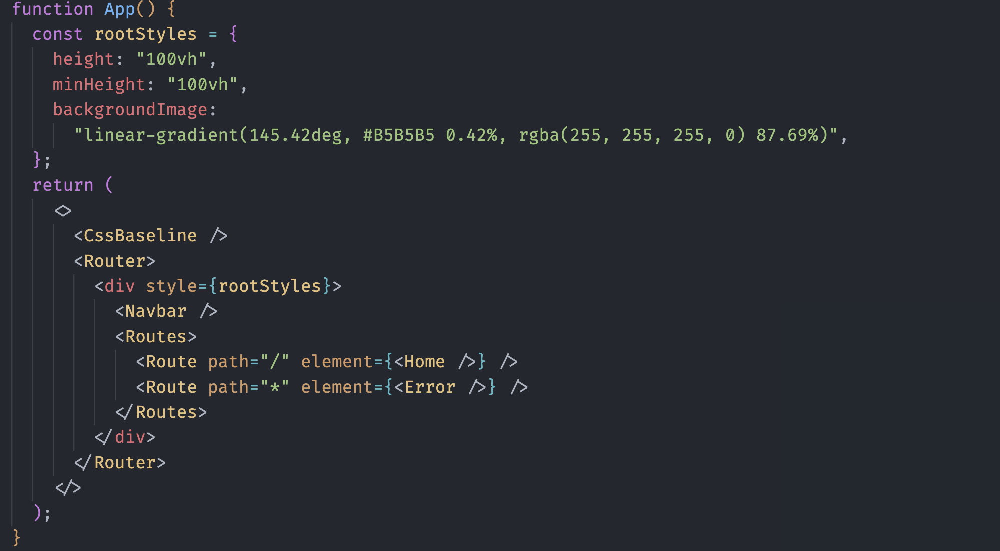 function App() {
  const rootStyles = {
    height: "100vh",
    minHeight: "100vh",
    backgroundImage:
      "linear-gradient(145.42deg, #B5B5B5 0.42%, rgba(255, 255, 255, 0) 87.69%)",
  };
  return (
    <>
      <CssBaseline />
      <Router>
        <div style={rootStyles}>
          <Navbar />
          <Routes>
            <Route path="/" element={<Home />} />
            <Route path="*" element={<Error />} />
          </Routes>
        </div>
      </Router>
    </>
  );
}